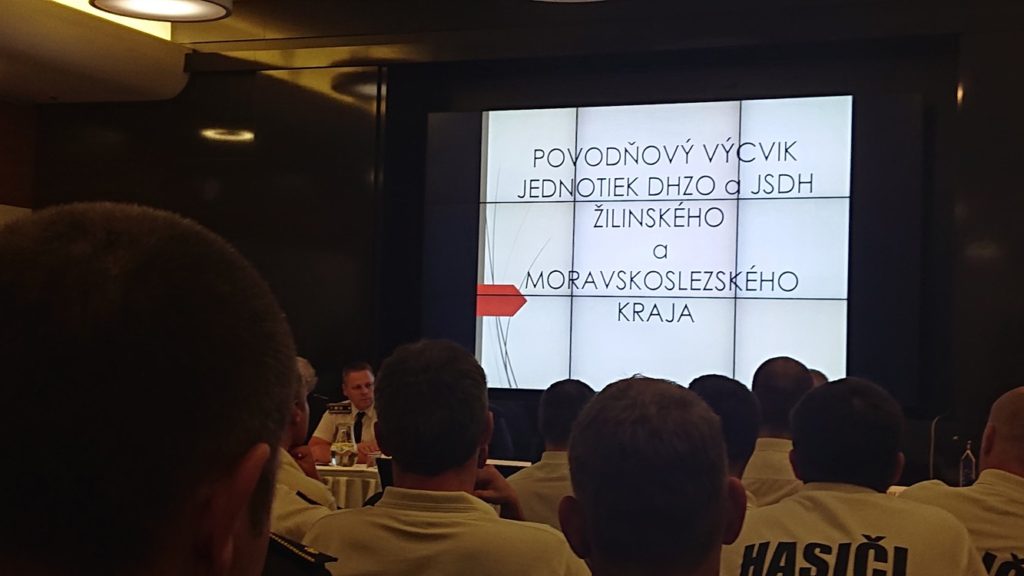 POVODŇOVÝ VÝCVIK
JEDNOTIEK DHZO a JSDH
ŽILINSKÉHO
a
MORAVSKOSLEZSKÉHO
KRAJA
HASIČI